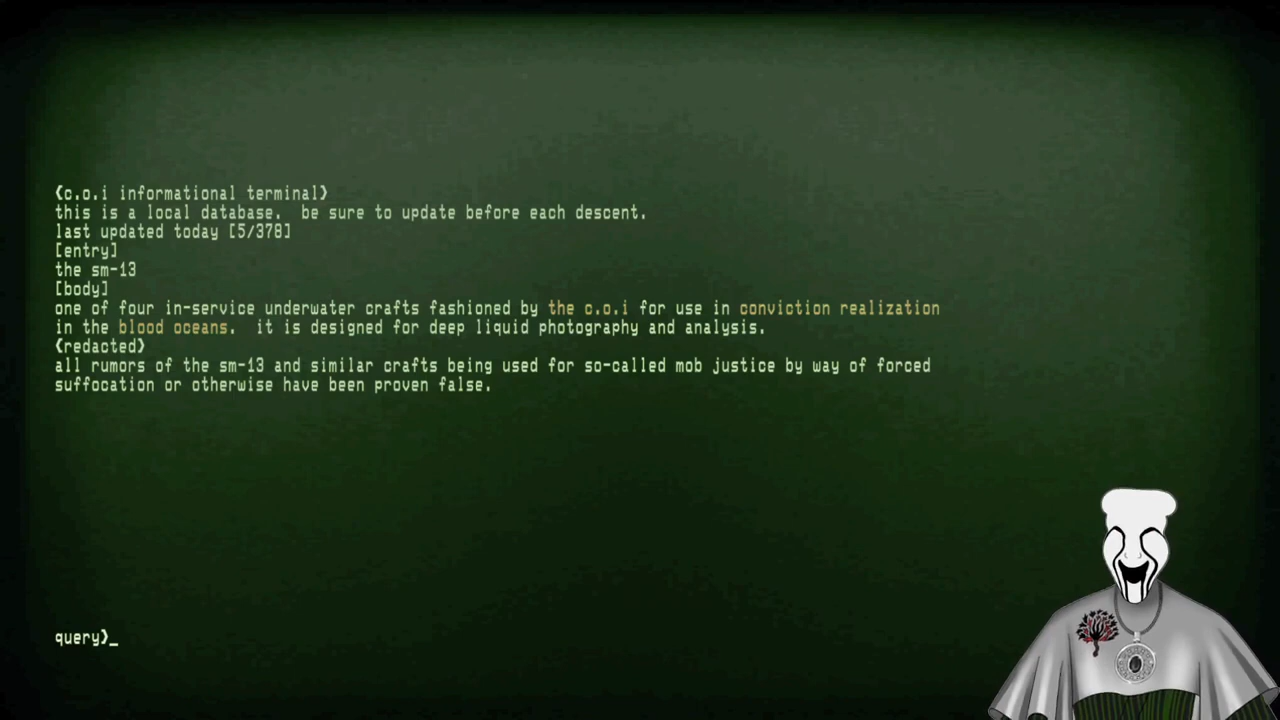 {c.o.i informational terminal}
this is a local database.  be sure to update before each descent.
last updated today [5/378]
[entry]
the sm-13
[body]
one of four in-service underwater crafts fashioned by the c.o.i for use in conviction realization
in the blood oceans.  it is designed for deep liquid photography and analysis.
{redacted}
all rumors of the sm-13 and similar crafts being used for so-called mob justice by way of forced
suffocation or otherwise have been proven false.
query}_